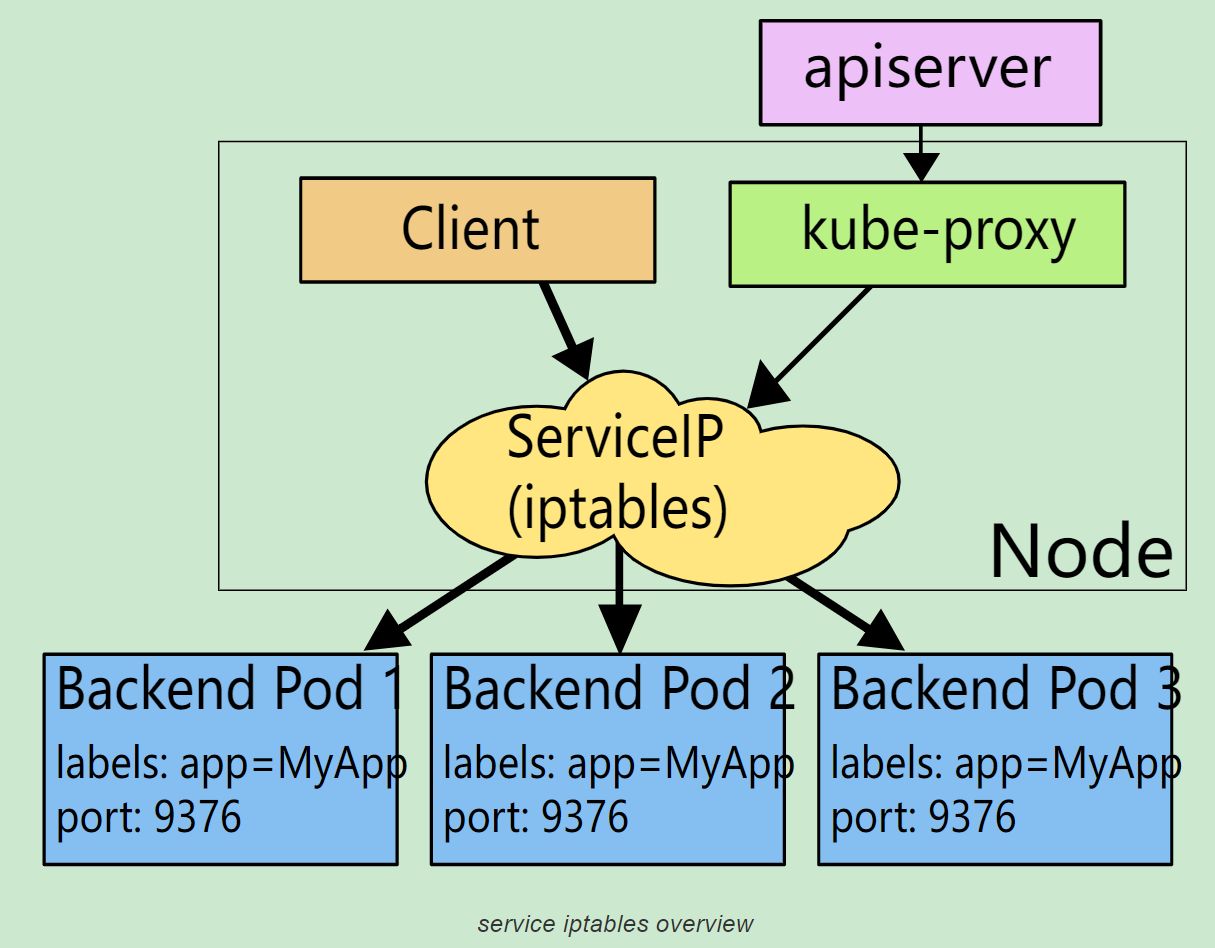 apiserver
Client
kube-proxy
ServiceIP
(iptables)
Node
Backend Pod 1
labels: app=MyApp
port: 9376
Backend Pod 2
labels: app=MyApp
port: 9376
Backend Pod 3
labels: app=MyApp
port: 9376
service iptables overview